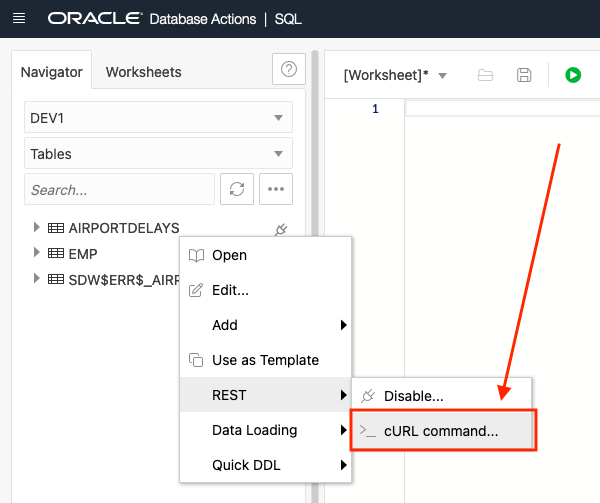 ORACLE Database Actions | SQL
Navigator
Worksheets
?
[Worksheet]*
1
DEV1
Tables
Search...
AIRPORTDELAYS
EMP
SDW$ERR$_AIRP
Open
Edit...
Add
Use as Template
REST
Data Loading
Quick DDL
Disable...
>_ cURL command...